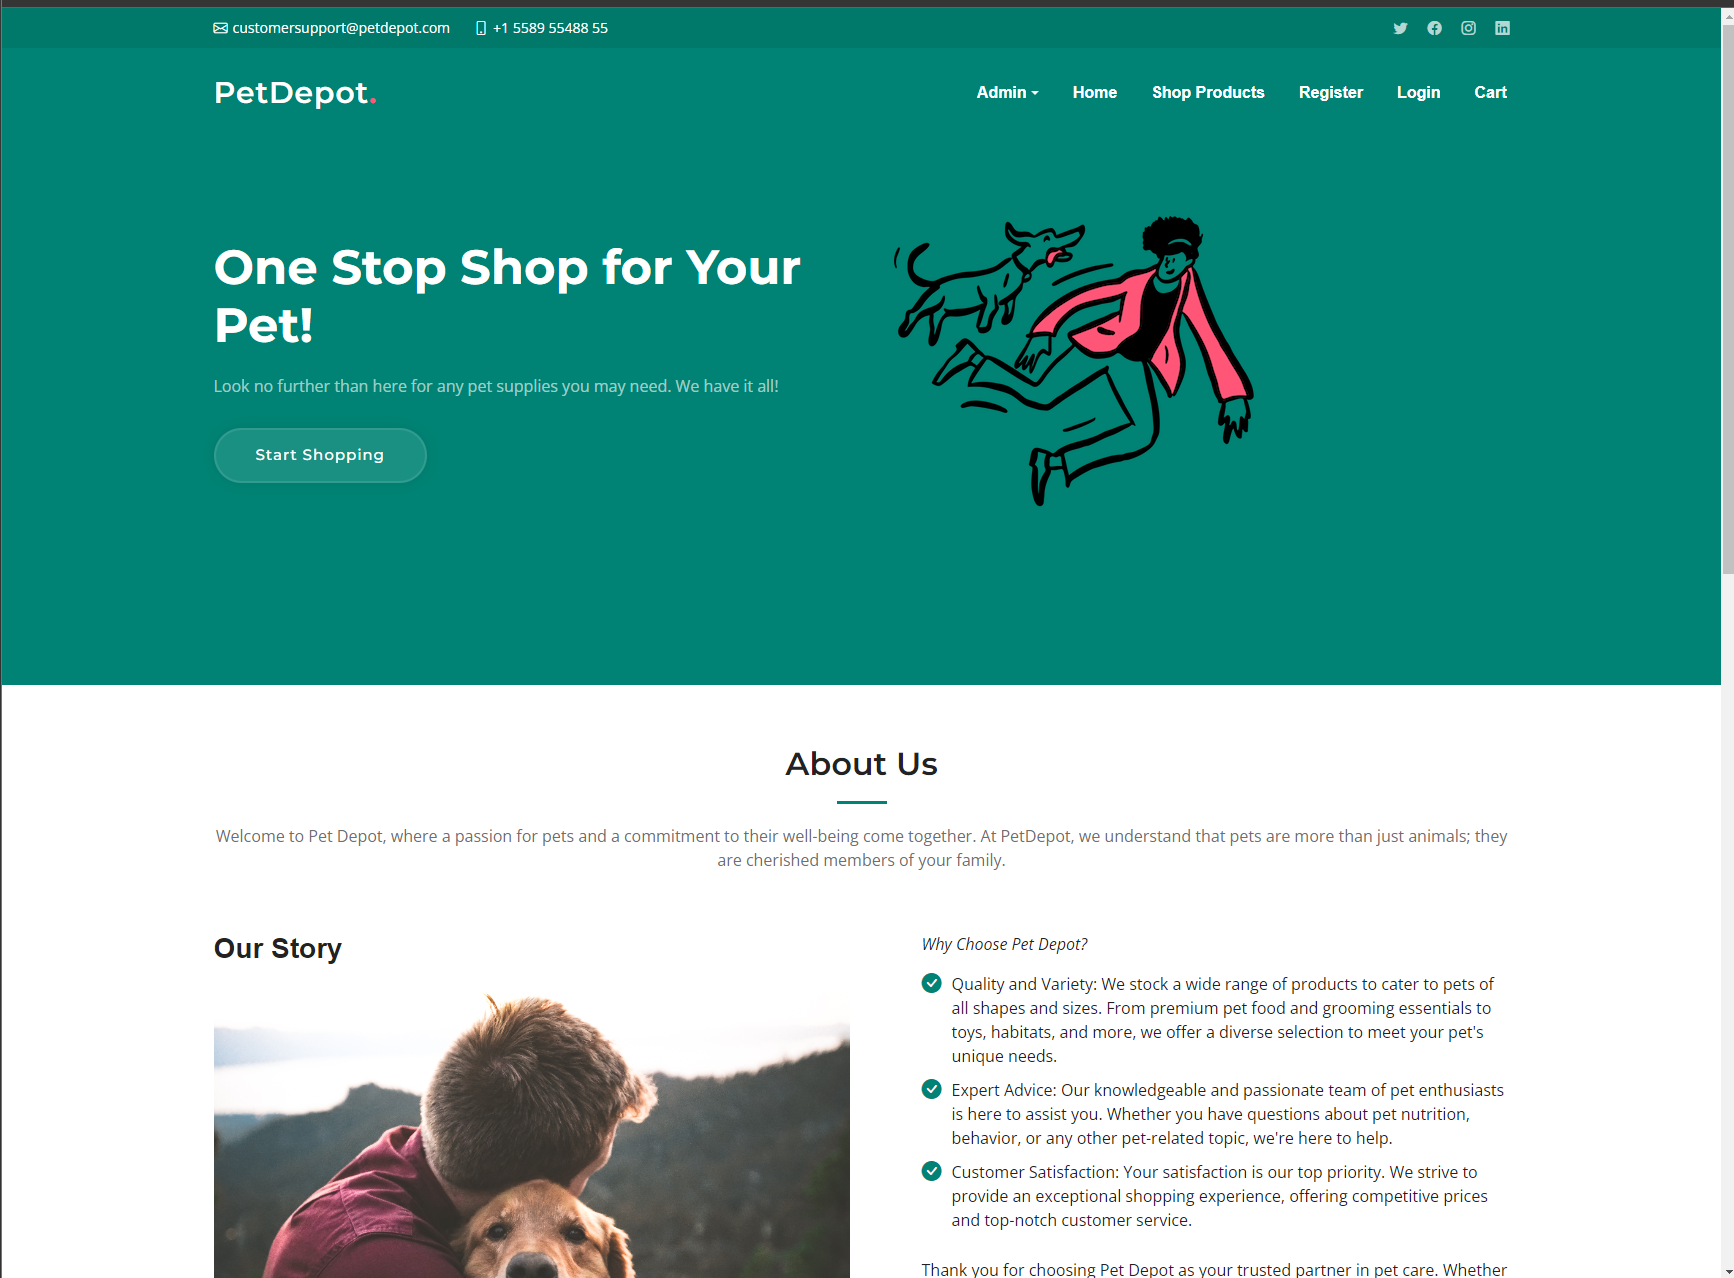 customersupport@petdepot.com +1 5589 55488 55
PetDepot.
Admin Home Shop Products Register Login Cart
One Stop Shop for Your
Pet!
Look no further than here for any pet supplies you may need. We have it all!
Start Shopping
About Us
Welcome to Pet Depot, where a passion for pets and a commitment to their well-being come together. At PetDepot, we understand that pets are more than just animals; they
are cherished members of your family.
Our Story
Why Choose Pet Depot?
Quality and Variety: We stock a wide range of products to cater to pets of
all shapes and sizes. From premium pet food and grooming essentials to
toys, habitats, and more, we offer a diverse selection to meet your pet's
unique needs.
Expert Advice: Our knowledgeable and passionate team of pet enthusiasts
is here to assist you. Whether you have questions about pet nutrition,
behavior, or any other pet-related topic, we're here to help.
Customer Satisfaction: Your satisfaction is our top priority. We strive to
provide an exceptional shopping experience, offering competitive prices
and top-notch customer service.
Thank you for choosing Pet Depot as your trusted partner in pet care. Whether